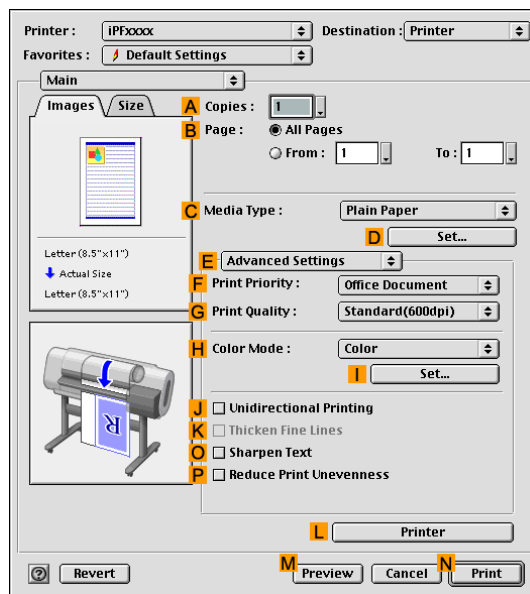 Printer : iPFxxxx Destination : Printer
Favorites : Default Settings
Main
Images Size
A Copies : 1
B Page : All Pages
From : 1 To : 1
C Media Type : Plain Paper
D Set...
Letter (8.5"x11")
Actual Size
Letter (8.5"x11")
E Advanced Settings
F Print Priority : Office Document
G Print Quality : Standard(600dpi)
H Color Mode : Color
I Set...
R
J Unidirectional Printing
K Thicken Fine Lines
O Sharpen Text
P Reduce Print Unevenness
L Printer
? Revert M Preview Cancel N Print